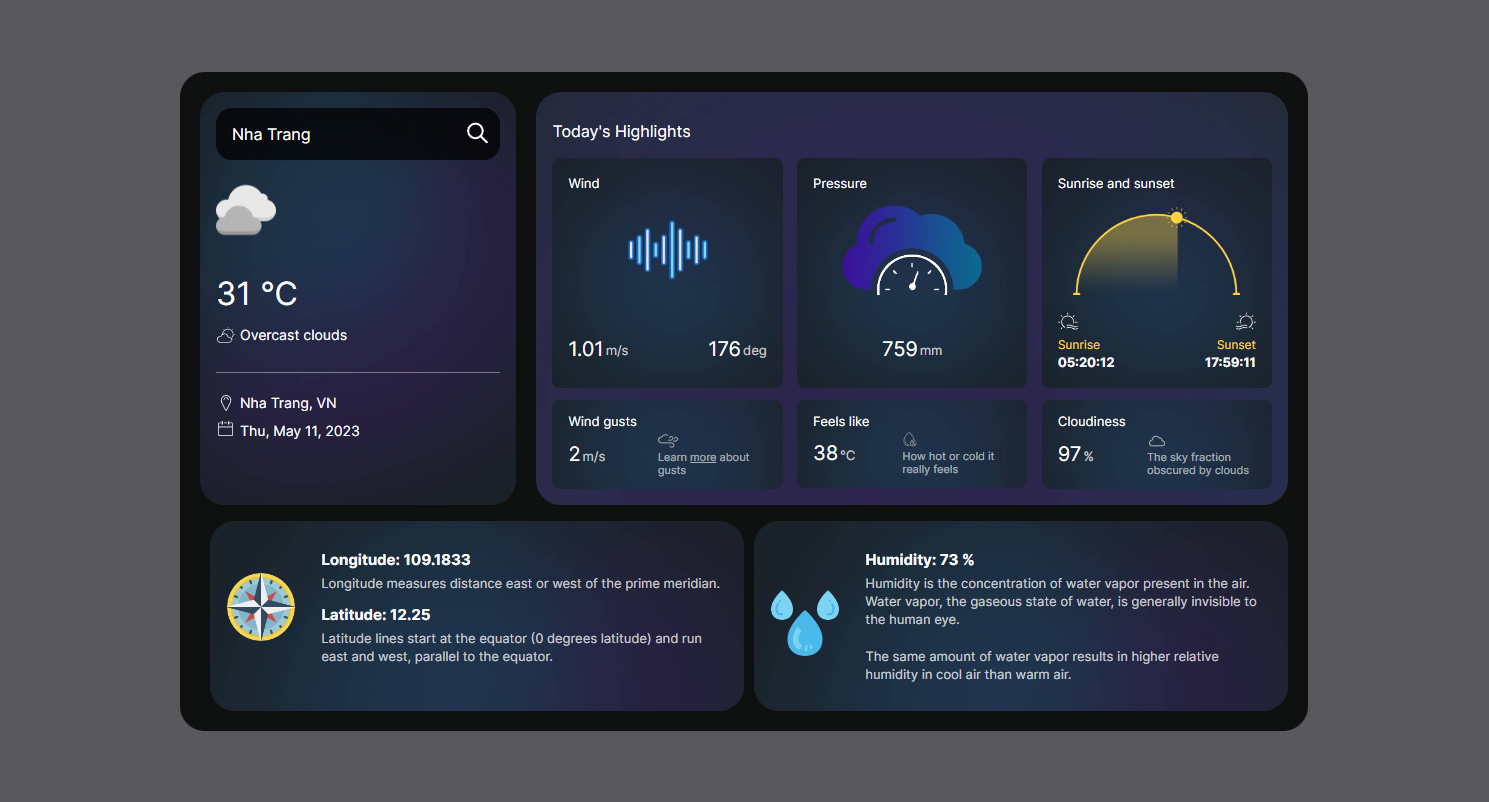 Nha Trang
31 °C
Overcast clouds
Nha Trang, VN
Thu, May 11, 2023
Today's Highlights
Wind
1.01 m/s
176 deg
Pressure
759 mm
Sunrise and sunset
Sunrise
05:20:12
Sunset
17:59:11
Wind gusts
2 m/s
Learn more about
gusts
Feels like
38 °C
How hot or cold it
really feels
Cloudiness
97 %
The sky fraction
obscured by clouds
Longitude: 109.1833
Longitude measures distance east or west of the prime meridian.
Latitude: 12.25
Latitude lines start at the equator (0 degrees latitude) and run
east and west, parallel to the equator.
Humidity: 73 %
Humidity is the concentration of water vapor present in the air.
Water vapor, the gaseous state of water, is generally invisible to
the human eye.
The same amount of water vapor results in higher relative
humidity in cool air than warm air.